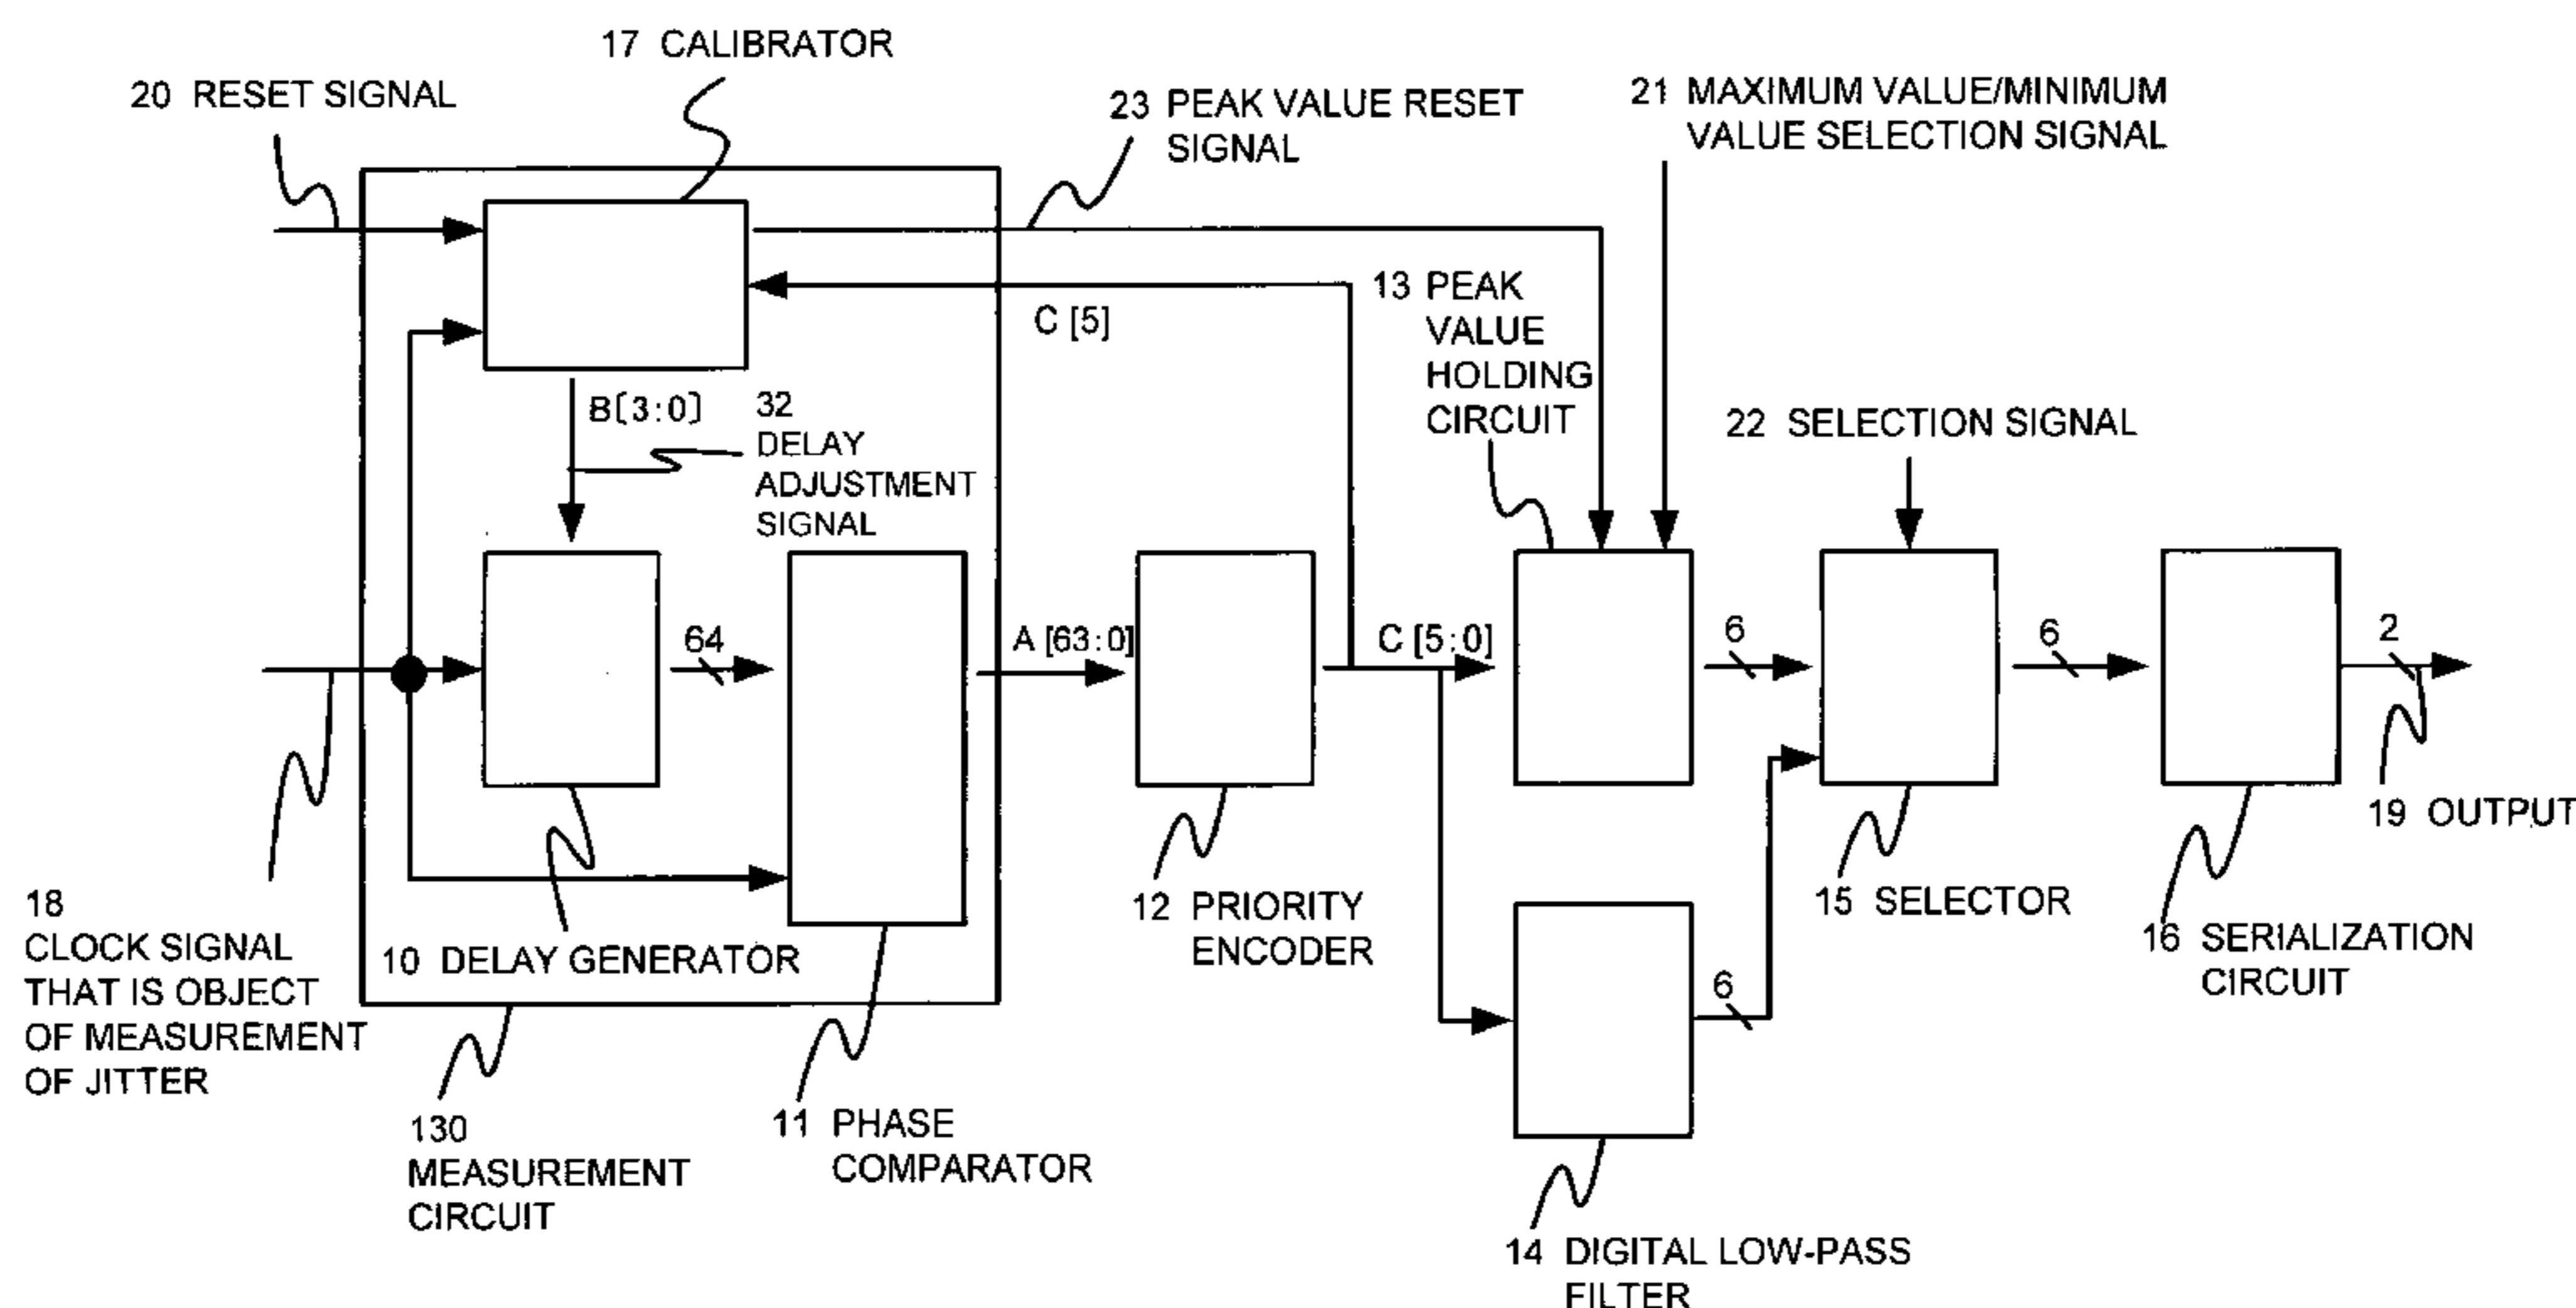 17 CALIBRATOR
20 RESET SIGNAL
23 PEAK VALUE RESET
SIGNAL
21 MAXIMUM VALUE/MINIMUM
VALUE SELECTION SIGNAL
C [5]
13 PEAK
VALUE
HOLDING
CIRCUIT
B[3:0]
32
DELAY
ADJUSTMENT
SIGNAL
22 SELECTION SIGNAL
64
A [63:0]
C [5:0]
6
6
2
19 OUTPUT
18
CLOCK SIGNAL
THAT IS OBJECT
OF MEASUREMENT
OF JITTER
10 DELAY GENERATOR
12 PRIORITY
ENCODER
15 SELECTOR
16 SERIALIZATION
CIRCUIT
6
130
MEASUREMENT
CIRCUIT
11 PHASE
COMPARATOR
14 DIGITAL LOW-PASS
FILTER